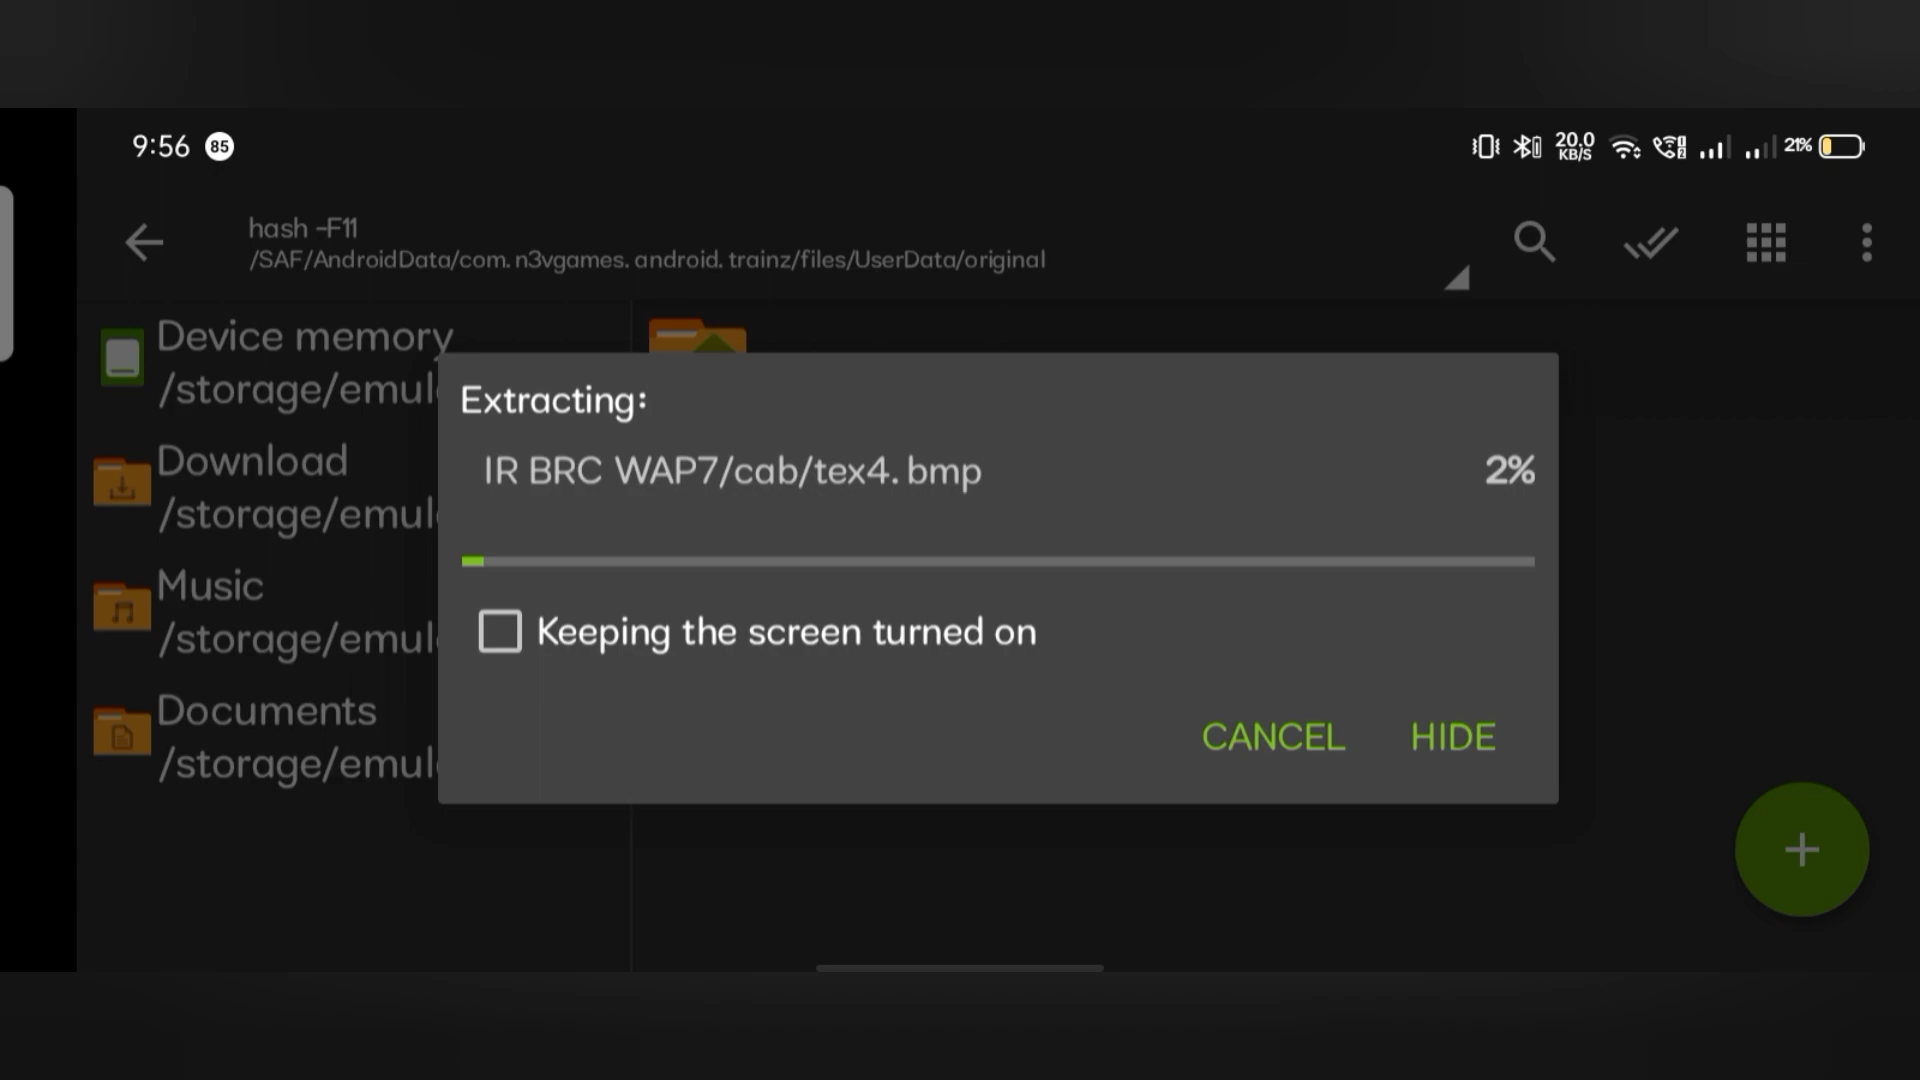 9:56 85 20.0 KB/S 21%
hash -F11
/SAF/AndroidData/com. n3vgames. android. trainz/files/UserData/original
Device memory
/storage/emul
Download
/storage/emul
Music
/storage/emul
Documents
/storage/emul
Extracting:
IR BRC WAP7/cab/tex4. bmp 2%
Keeping the screen turned on
CANCEL HIDE